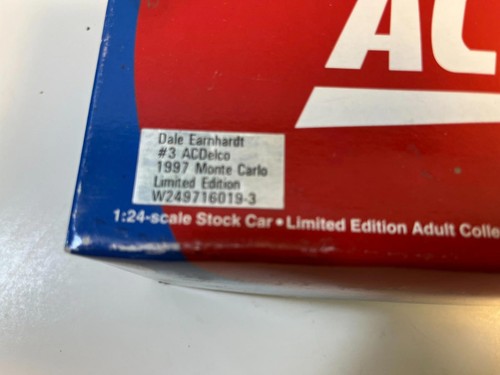 AC
Dale Earnhardt
#3 ACDelco
1997 Monte Carlo
Limited Edition
W249716019-3
1:24-scale Stock Car • Limited Edition Adult Colle